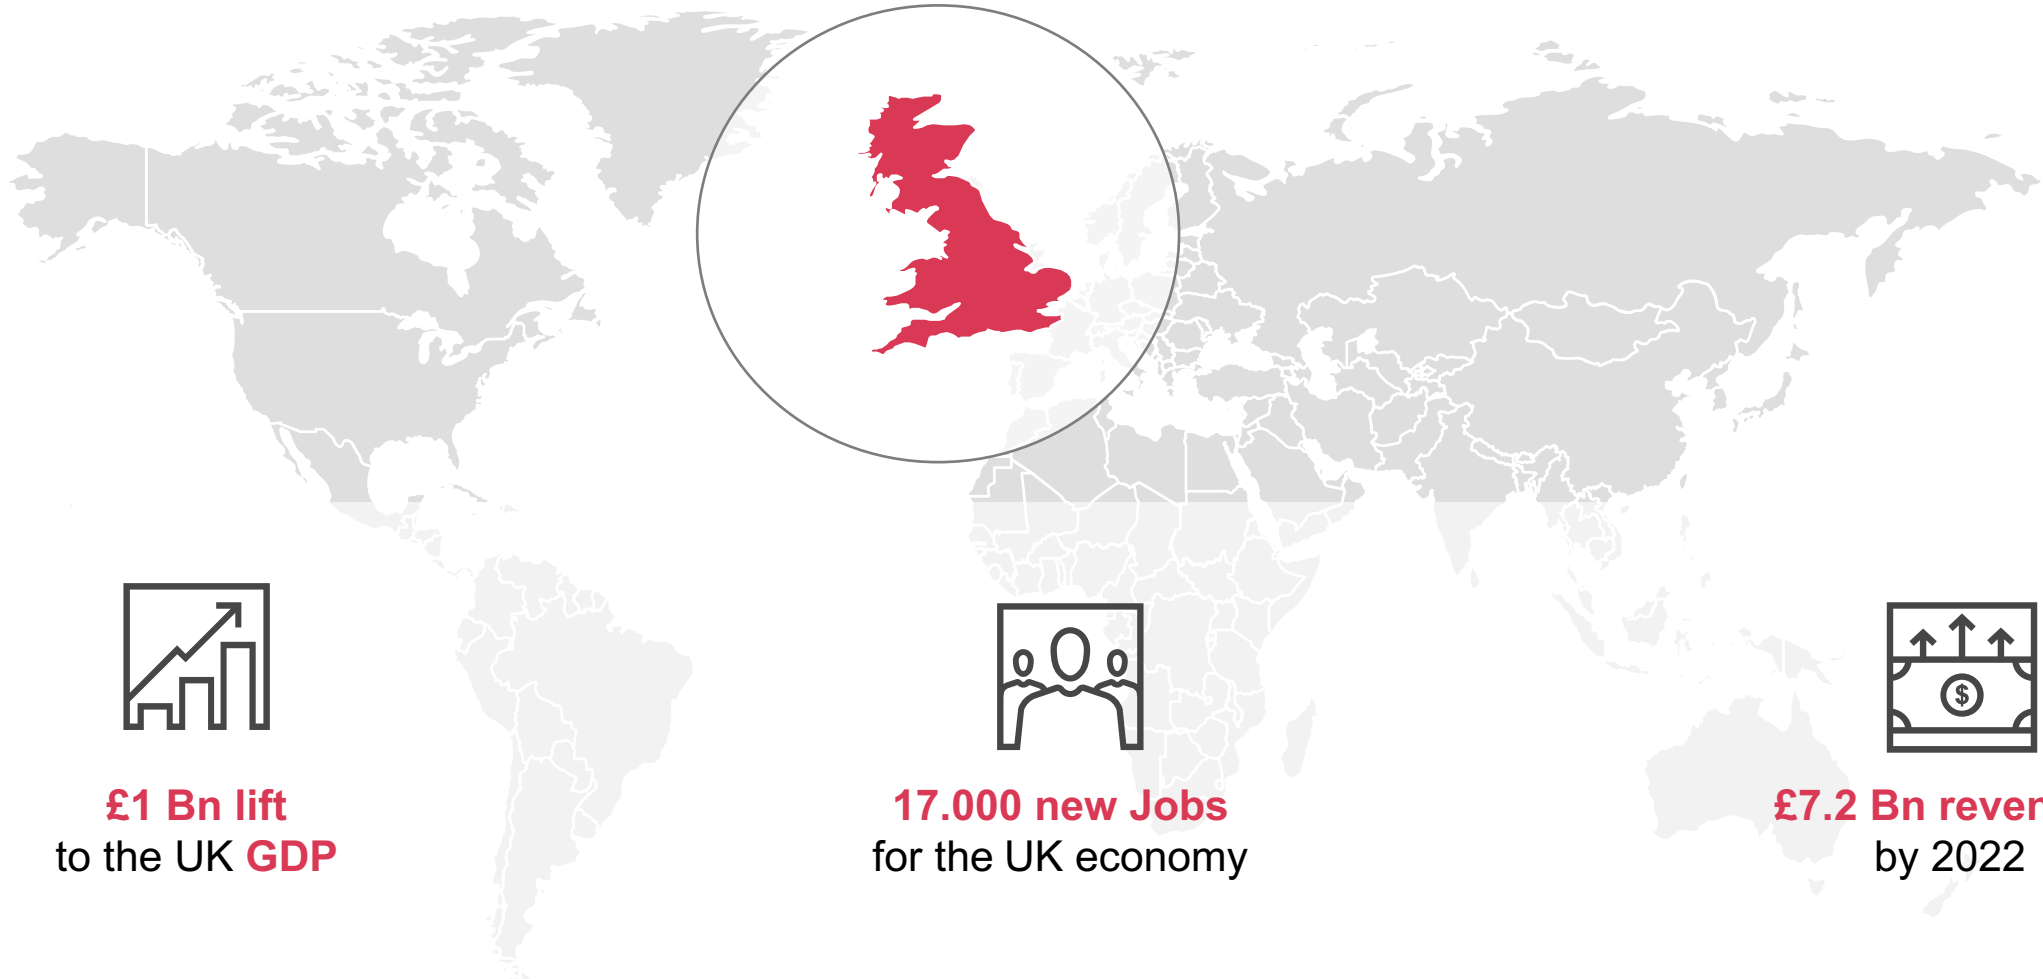 £1 Bn lift
to the UK GDP
17.000 new Jobs
for the UK economy
$
£7.2 Bn reven
by 2022